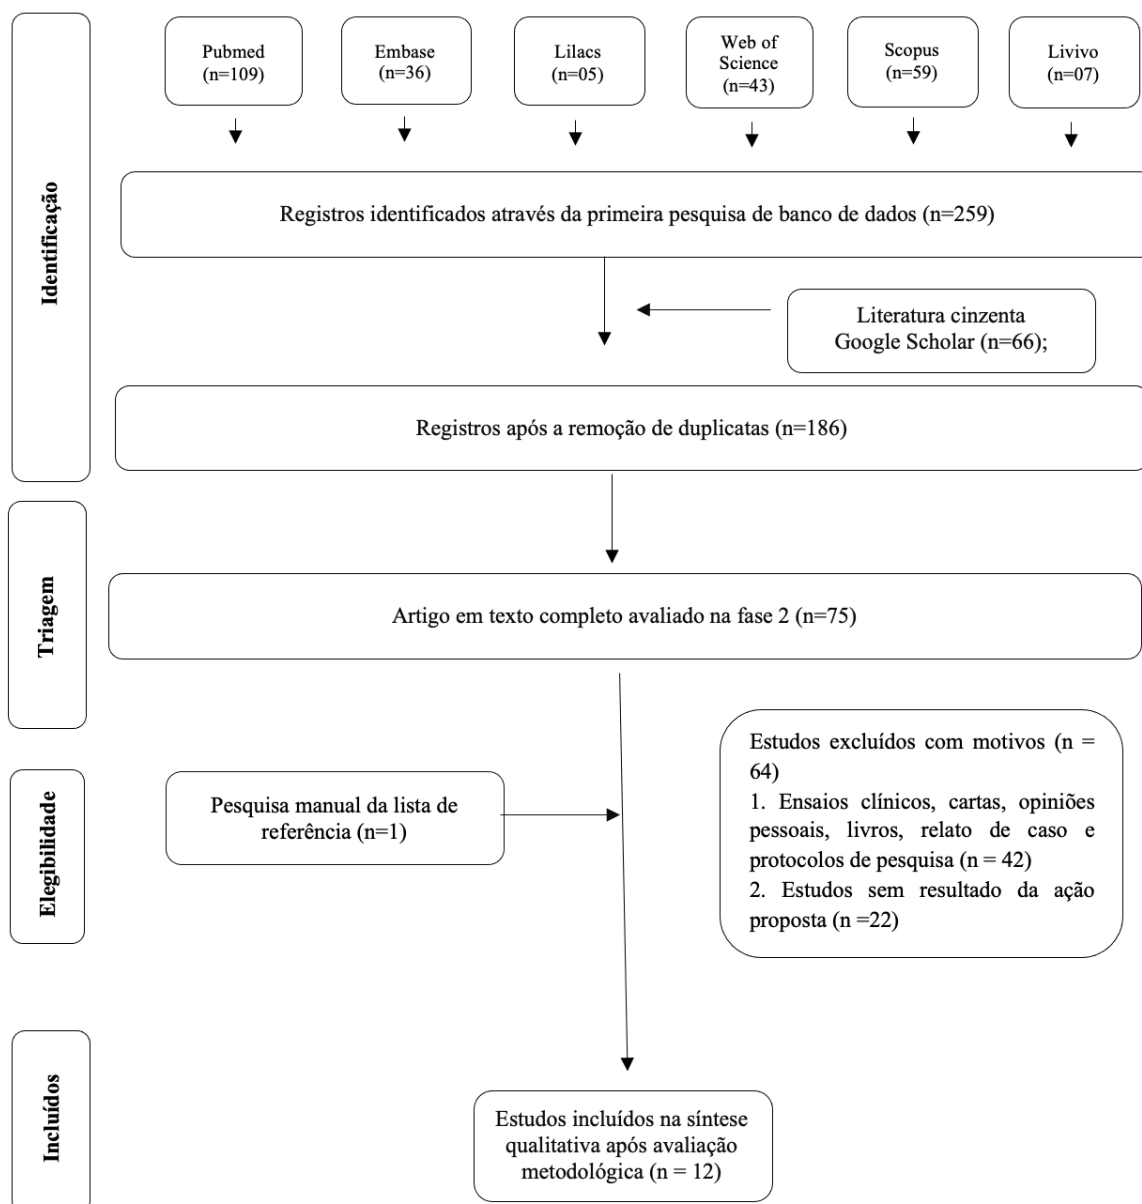 Pubmed
(n=109)
Embase
(n=36)
Lilacs
(n=05)
Web of
Science
(n=43)
Scopus
(n=59)
Livivo
(n=07)
Identificação
Registros identificados através da primeira pesquisa de banco de dados (n=259)
Literatura cinzenta
Google Scholar (n=66);
Registros após a remoção de duplicatas (n=186)
Triagem
Artigo em texto completo avaliado na fase 2 (n=75)
Elegibilidade
Pesquisa manual da lista de
referência (n=1)
Estudos excluídos com motivos (n =
64)
1. Ensaios clínicos, cartas, opiniões
pessoais, livros, relato de caso e
protocolos de pesquisa (n = 42)
2. Estudos sem resultado da ação
proposta (n =22)
Incluídos
Estudos incluídos na síntese
qualitativa após avaliação
metodológica (n = 12)